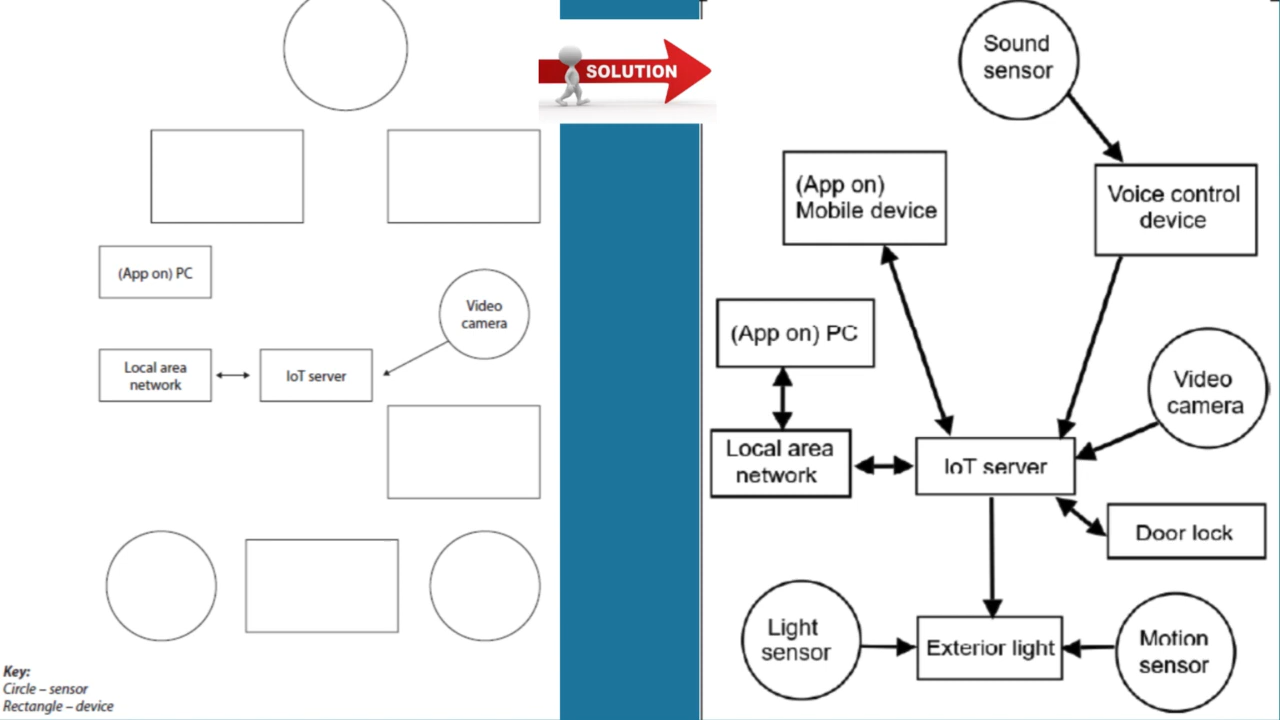 (App on) PC
Video
camera
Local area
network
IoT server
Key:
Circle – sensor
Rectangle – device
SOLUTION
Sound
sensor
(App on)
Mobile device
Voice control
device
(App on) PC
Video
camera
Local area
network
IoT server
Door lock
Light
sensor
Exterior light
Motion
sensor